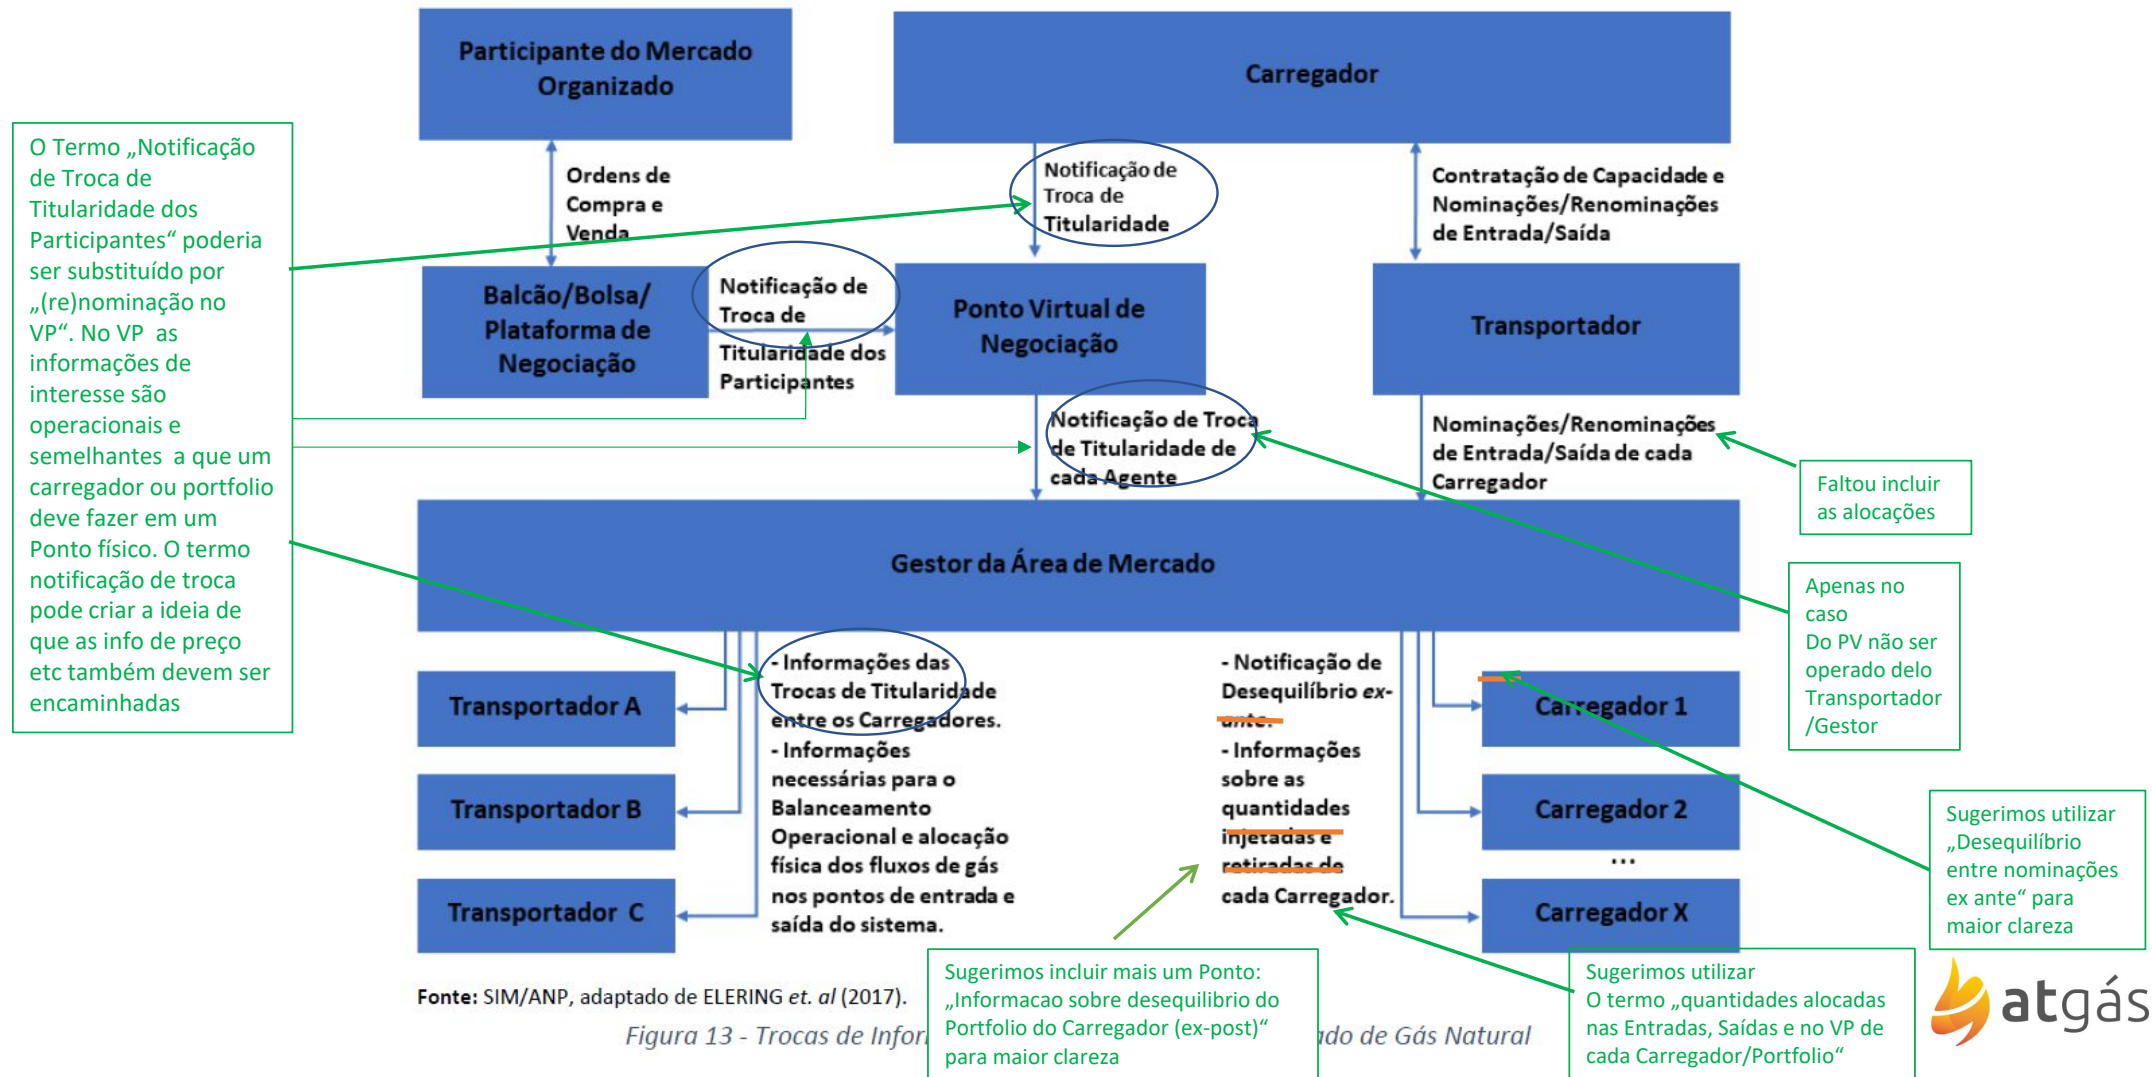 Participante do Mercado
Organizado
Carregador
O Termo „Notificação
de Troca de
Titularidade dos
Participantes“ poderia
ser substituído por
„(re)nominação no
VP“. No VP  as
informações de
interesse são
operacionais e
semelhantes  a que um
carregador ou portfolio
deve fazer em um
Ponto físico. O termo
notificação de troca
pode criar a ideia de
que as info de preço
etc também devem ser
encaminhadas
Ordens de
Compra e
Venda
Notificação de
Troca de
Titularidade
Contratação de Capacidade e
Nominações/Renominações
de Entrada/Saída
Balcão/Bolsa/
Plataforma de
Negociação
Notificação de
Troca de
Titularidade dos
Participantes
Ponto Virtual de
Negociação
Transportador
Notificação de Troca
de Titularidade de
cada Agente
Nominações/Renominações
de Entrada/Saída de cada
Carregador
Faltou incluir
as alocações
Gestor da Área de Mercado
Apenas no
caso
Do PV não ser
operado delo
Transportador
/Gestor
Transportador A
Transportador B
Transportador  C
- Informações das
Trocas de Titularidade
entre os Carregadores.
- Informações
necessárias para o
Balanceamento
Operacional e alocação
física dos fluxos de gás
nos pontos de entrada e
saída do sistema.
- Notificação de
Desequilíbrio ex-
ante.
- Informações
sobre as
quantidades
injetadas e
retiradas de
cada Carregador.
Carregador 1
Carregador 2
...
Carregador X
Sugerimos utilizar
„Desequilíbrio
entre nominações
ex ante“ para
maior clareza
Sugerimos incluir mais um Ponto:
„Informacao sobre desequilibrio do
Portfolio do Carregador (ex-post)“
para maior clareza
Sugerimos utilizar
O termo „quantidades alocadas
nas Entradas, Saídas e no VP de
cada Carregador/Portfolio“
Fonte: SIM/ANP, adaptado de ELERING et. al (2017).
Figura 13 - Trocas de Infor ado de Gás Natural
atgás